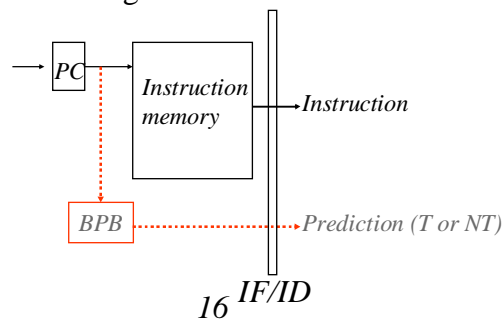 PC
Instruction
memory
Instruction
BPB
Prediction (T or NT)
16 IF/ID